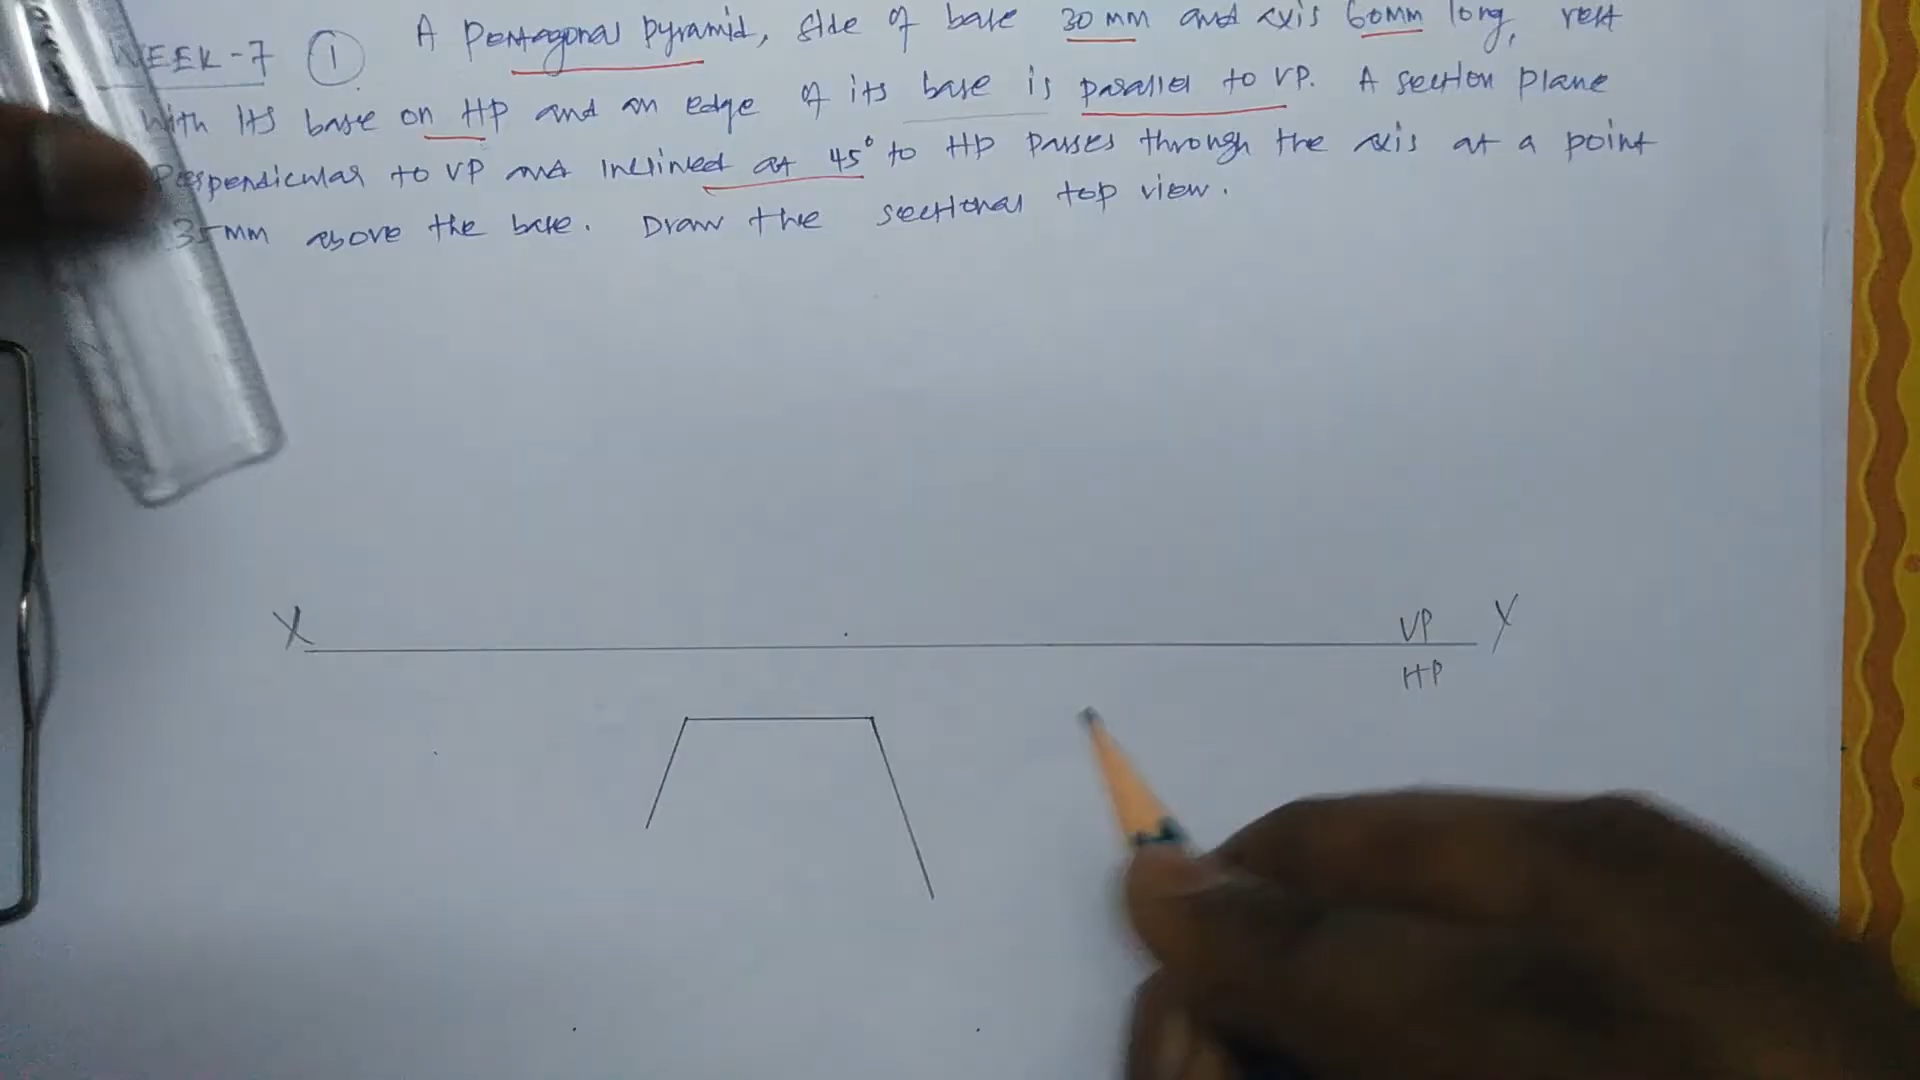 WEEK-7 ① A Pentagonal pyramid, side of base 30 mm and axis 60mm long, rest
with its base on HP and an edge of its base is parallel to VP. A section plane
Perpendicular to VP and inclined at 45° to HP passes through the axis at a point
35mm above the base. Draw the sectional top view.
X VP Y
HP